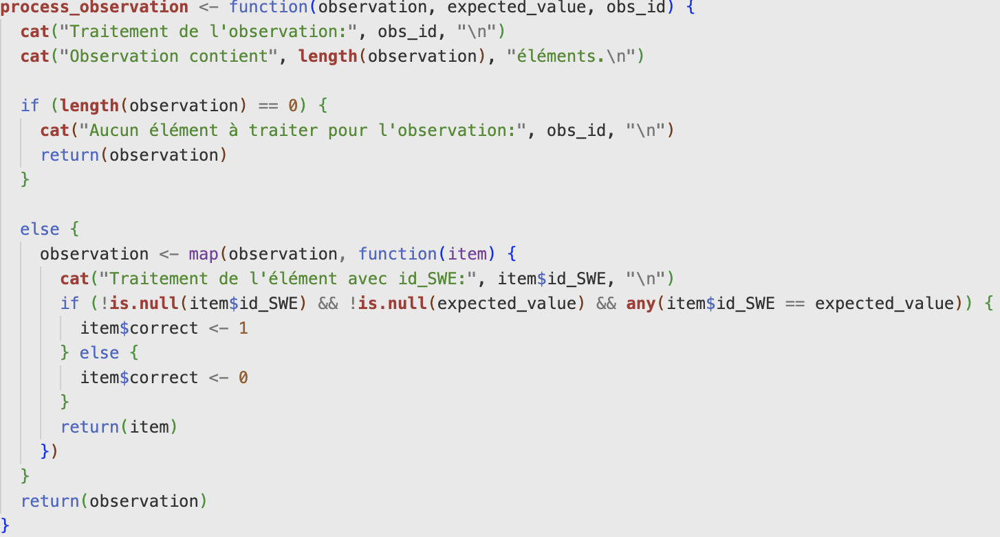 process_observation <- function(observation, expected_value, obs_id) {
  cat("Traitement de l'observation:", obs_id, "\n")
  cat("Observation contient", length(observation), "éléments.\n")
  if (length(observation) == 0) {
    cat("Aucun élément à traiter pour l'observation:", obs_id, "\n")
    return(observation)
  }
  else {
    observation <- map(observation, function(item) {
      cat("Traitement de l'élément avec id_SWE:", item$id_SWE, "\n")
      if (!is.null(item$id_SWE) && !is.null(expected_value) && any(item$id_SWE == expected_value)) {
        item$correct <- 1
      } else {
        item$correct <- 0
      }
      return(item)
    })
  }
  return(observation)
}